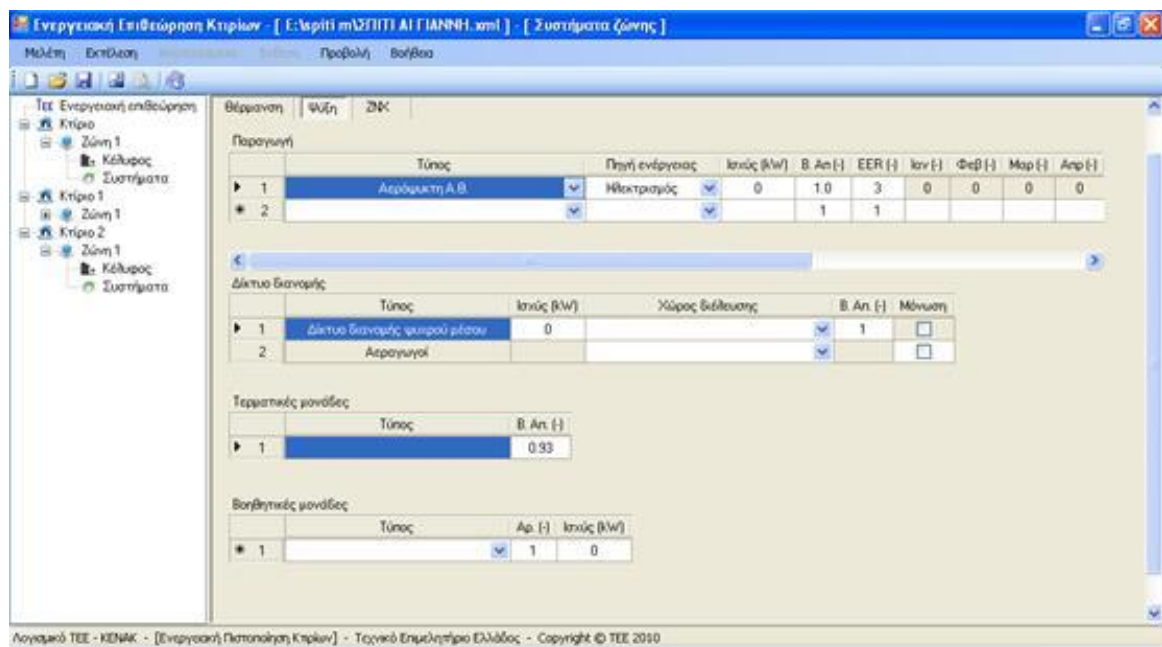 Ενεργειακή Επιθεώρηση Κτιρίων - [ E:\spiti m\ΣΠΙΤΙ ΑΙ ΓΙΑΝΝΗ.xml ] - [ Συστήματα ζώνης ]
Μελέτη Εκτέλεση Προβολή Βοήθεια
ΤΕΕ Ενεργειακή επιθεώρηση
Κτίριο
Ζώνη 1
Κέλυφος
Συστήματα
Κτίριο 1
Ζώνη 1
Κτίριο 2
Ζώνη 1
Κέλυφος
Συστήματα
Θέρμανση Ψύξη ΖΝΧ
Παραγωγή
Τύπος Πηγή ενέργειας Ισχύς (kW) Β. Απ (-) EER (-) Ιαν (-) Φεβ (-) Μαρ (-) Απρ (-)
1 Αερόψυκτη Α.Θ. Ηλεκτρισμός 0 1.0 3 0 0 0 0
2 1 1
Δίκτυο διανομής
Τύπος Ισχύς (kW) Χώρος διέλευσης Β. Απ. (-) Μόνωση
1 Δίκτυο διανομής ψυχρού μέσου 0 1
2 Αεραγωγοί
Τερματικές μονάδες
Τύπος Β. Απ. (-)
1 0.93
Βοηθητικές μονάδες
Τύπος Αρ. (-) Ισχύς (kW)
1 1 0
Λογισμικό ΤΕΕ - ΚΕΝΑΚ - [Ενεργειακή Πιστοποίηση Κτιρίων] - Τεχνικό Επιμελητήριο Ελλάδος - Copyright © ΤΕΕ 2010